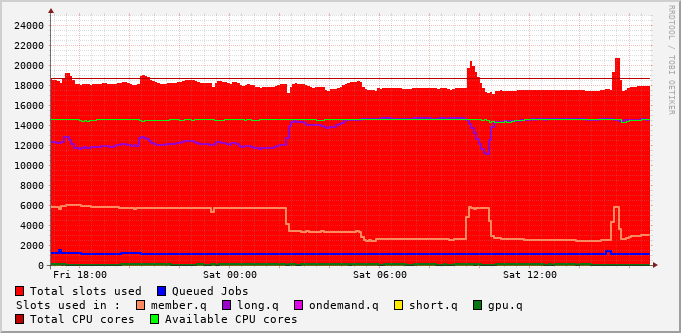 RRDTOOL / TOBI OETIKER
24000
22000
20000
18000
16000
14000
12000
10000
8000
6000
4000
2000
0
Fri 18:00 Sat 00:00 Sat 06:00 Sat 12:00
Total slots used Queued Jobs
Slots used in : member.q long.q ondemand.q short.q gpu.q
Total CPU cores Available CPU cores